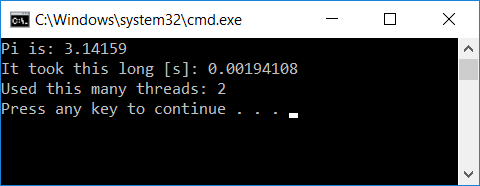 C:\Windows\system32\cmd.exe
Pi is: 3.14159
It took this long [s]: 0.00194108
Used this many threads: 2
Press any key to continue . . .